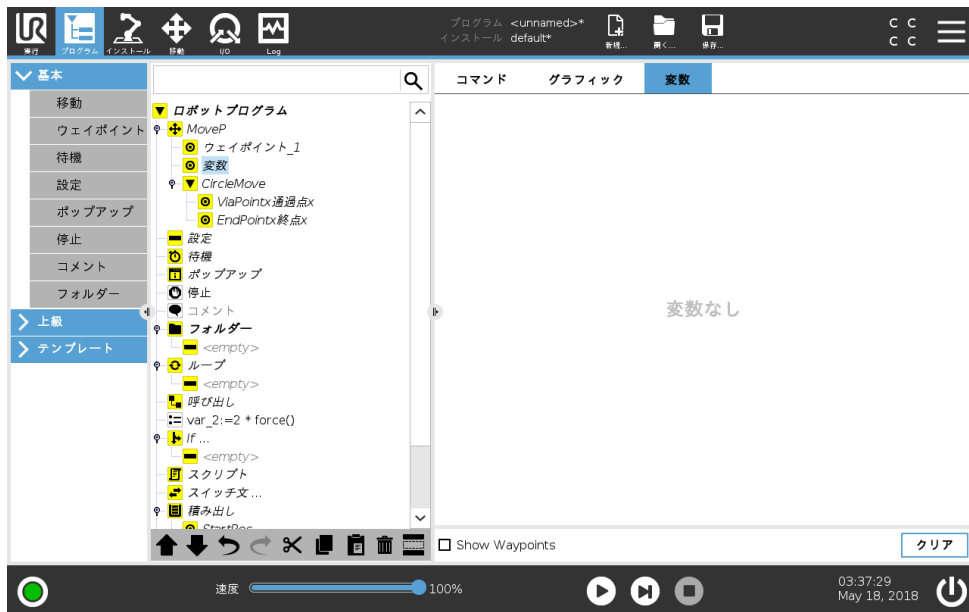 プログラム <unnamed>*
インストール default*
実行 プログラム インストール 移動 I/O Log
新規... 開く... 保存...
C C
C C
基本
移動
ウェイポイント
待機
設定
ポップアップ
停止
コメント
フォルダー
上級
テンプレート
ロボットプログラム
MoveP
ウェイポイント_1
変数
CircleMove
ViaPointx通過点x
EndPointx終点x
設定
待機
ポップアップ
停止
コメント
フォルダー
<empty>
ループ
<empty>
呼び出し
var_2:=2 * force()
If ...
<empty>
スクリプト
スイッチ文 ...
積み出し
StartPos
コマンド グラフィック 変数
変数なし
Show Waypoints
クリア
速度 100%
03:37:29
May 18, 2018